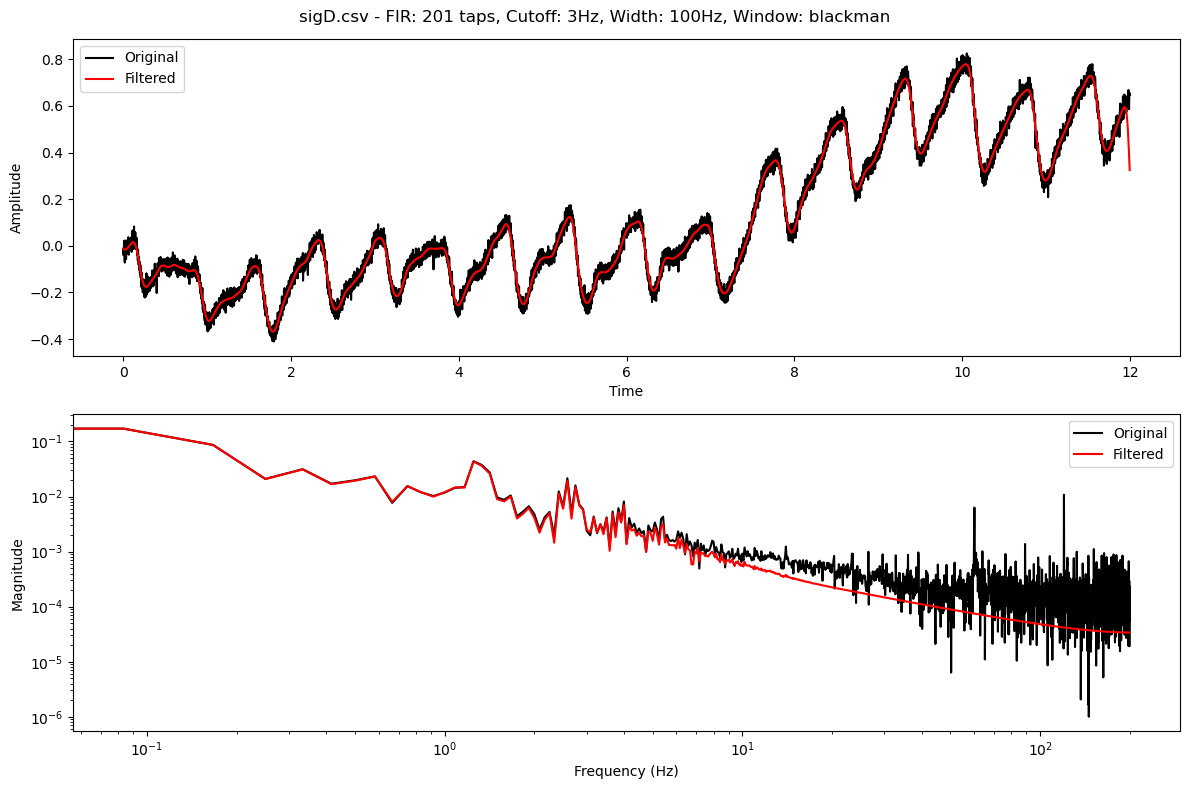 sigD.csv - FIR: 201 taps, Cutoff: 3Hz, Width: 100Hz, Window: blackman
Original
Filtered
Amplitude
0.8
0.6
0.4
0.2
0.0
−0.2
−0.4
0 2 4 6 8 10 12
Time
Original
Filtered
Magnitude
10⁻¹
10⁻²
10⁻³
10⁻⁴
10⁻⁵
10⁻⁶
10⁻¹ 10⁰ 10¹ 10²
Frequency (Hz)